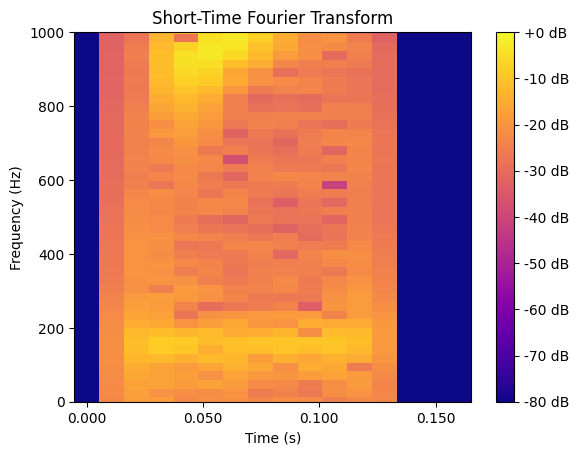 Short-Time Fourier Transform
Frequency (Hz)
1000
800
600
400
200
0
0.000
0.050
0.100
0.150
Time (s)
+0 dB
-10 dB
-20 dB
-30 dB
-40 dB
-50 dB
-60 dB
-70 dB
-80 dB